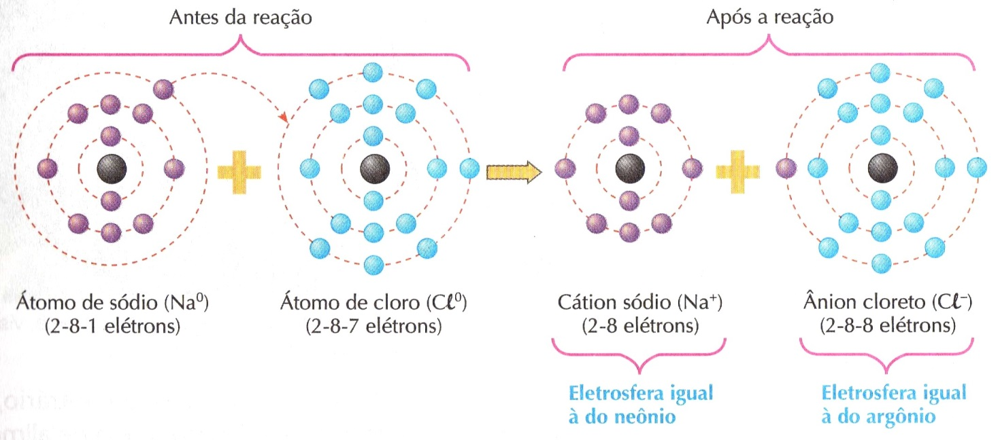 Antes da reação
Após a reação
Átomo de sódio (Na⁰)
(2-8-1 elétrons)
Átomo de cloro (Cℓ⁰)
(2-8-7 elétrons)
Cátion sódio (Na⁺)
(2-8 elétrons)
Ânion cloreto (Cℓ⁻)
(2-8-8 elétrons)
Eletrosfera igual
à do neônio
Eletrosfera igual
à do argônio